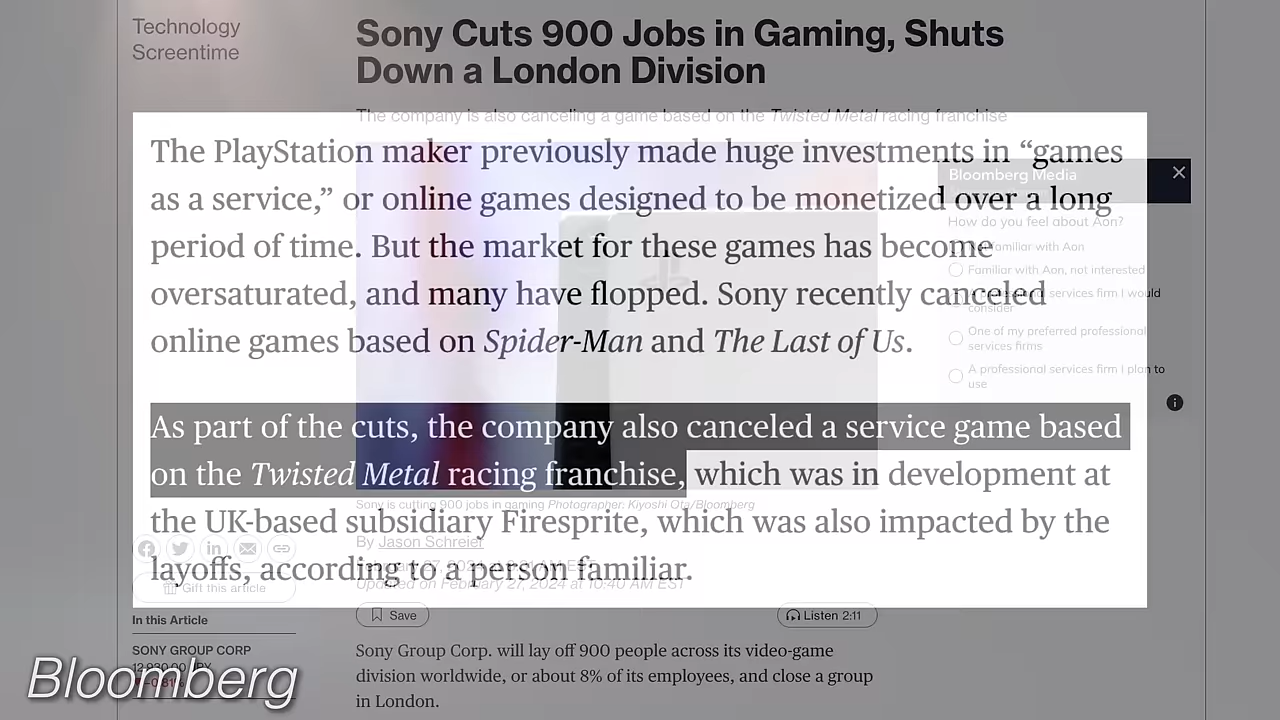 Technology
Screentime
Sony Cuts 900 Jobs in Gaming, Shuts
Down a London Division
The company is also canceling a game based on the Twisted Metal racing franchise
The PlayStation maker previously made huge investments in “games
as a service,” or online games designed to be monetized over a long
period of time. But the market for these games has become
oversaturated, and many have flopped. Sony recently canceled
online games based on Spider-Man and The Last of Us.
As part of the cuts, the company also canceled a service game based
on the Twisted Metal racing franchise, which was in development at
the UK-based subsidiary Firesprite, which was also impacted by the
layoffs, according to a person familiar.
Bloomberg Media
How do you feel about Aon?
familiar with Aon
Familiar with Aon, not interested
services firm I would
consider
One of my preferred professional
services firms
A professional services firm I plan to
use
Sony is cutting 900 jobs in gaming Photographer: Kiyoshi Ota/Bloomberg
By Jason Schreier
Updated on February 27, 2024 at 10:40 AM EST
Gift this article
Save
Listen 2:11
In this Article
SONY GROUP CORP
Sony Group Corp. will lay off 900 people across its video-game
division worldwide, or about 8% of its employees, and close a group
in London.
Bloomberg